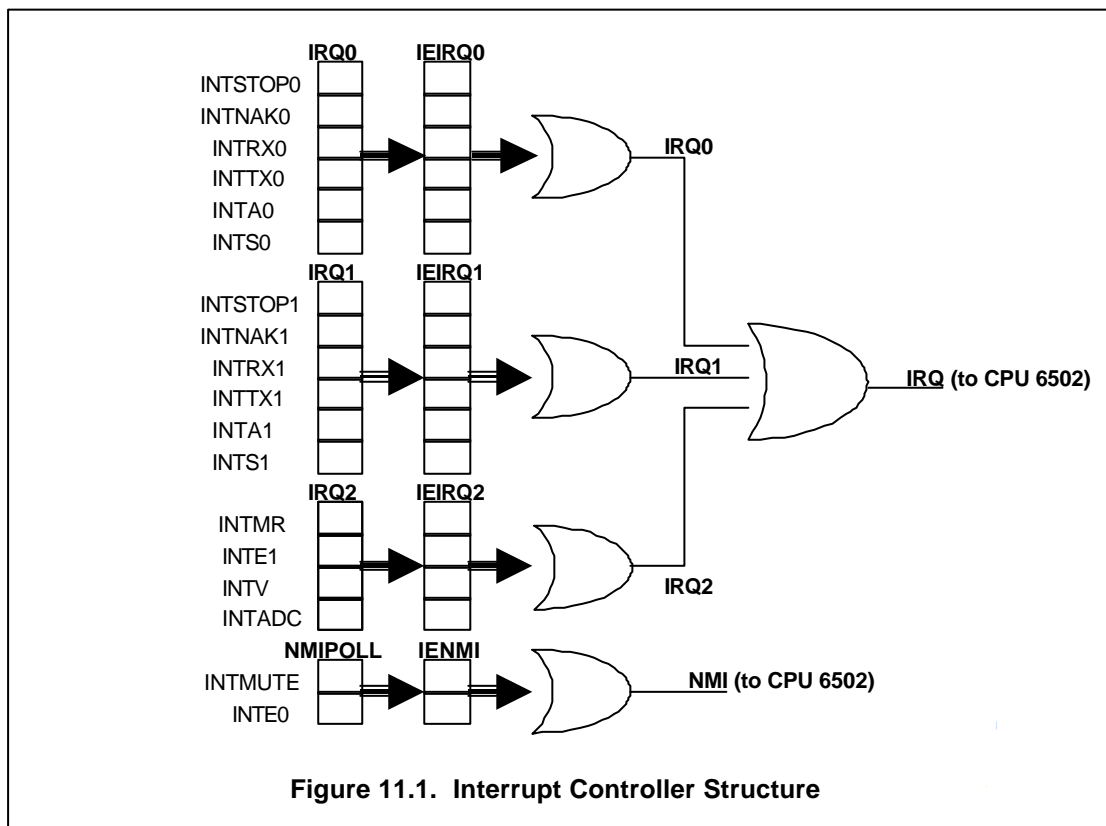 IRQ0 IEIRQ0
INTSTOP0
INTNAK0
INTRX0
INTTX0
INTA0
INTS0
IRQ0
IRQ1 IEIRQ1
INTSTOP1
INTNAK1
INTRX1
INTTX1
INTA1
INTS1
IRQ1
IRQ (to CPU 6502)
IRQ2 IEIRQ2
INTMR
INTE1
INTV
INTADC
IRQ2
NMIPOLL IENMI
INTMUTE
INTE0
NMI (to CPU 6502)
Figure 11.1. Interrupt Controller Structure